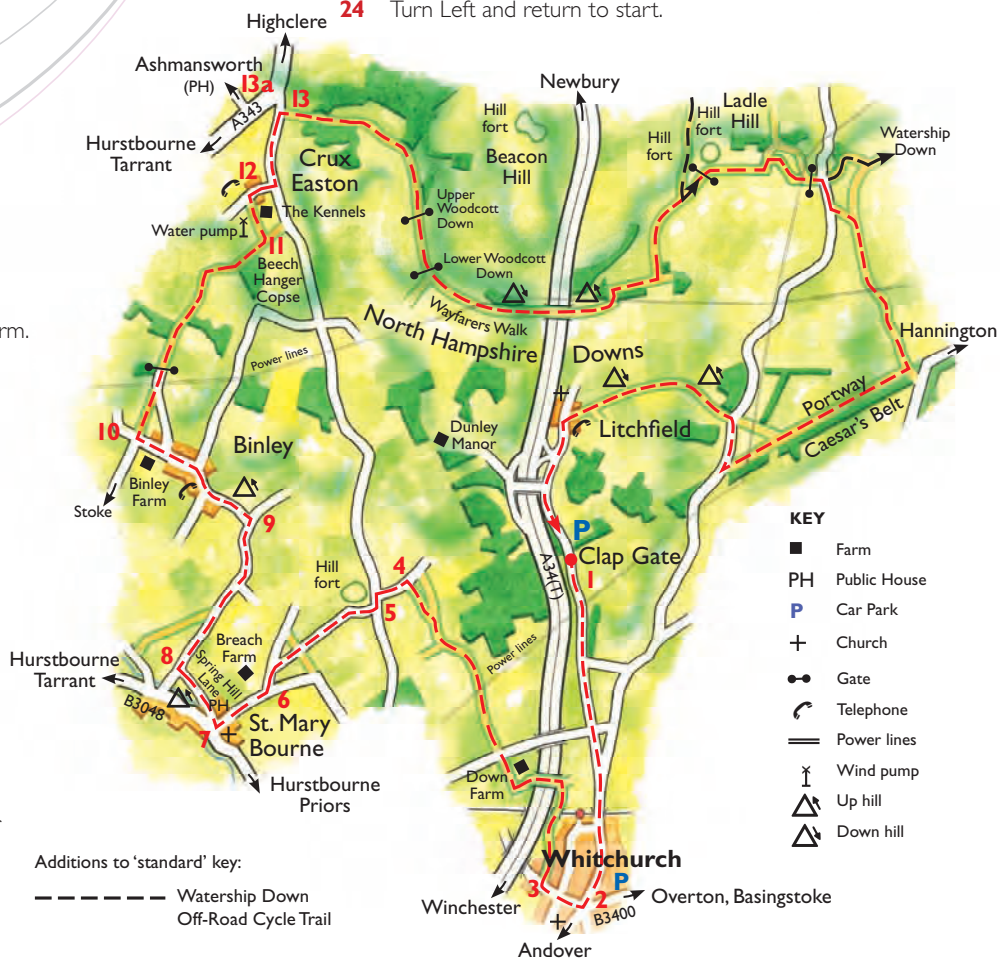 24 Turn Left and return to start.
Highclere
Ashmansworth
(PH)
13a
13
A343
Hurstbourne
Tarrant
Newbury
Hill
fort
Beacon
Hill
Hill
fort
Hill
fort
Ladle
Hill
Watership
Down
12
Crux
Easton
The Kennels
Water pump
11
Beech
Hanger
Copse
Upper
Woodcott
Down
Lower Woodcott
Down
Wayfarers Walk
North Hampshire
Downs
rm.
Power lines
Hannington
Portway
Caesar's Belt
10
Binley
Binley
Farm
Stoke
9
Dunley
Manor
Litchfield
P
Clap Gate
1
A34(T)
Hill
fort
4
5
Power lines
Hurstbourne
Tarrant
8
Breach
Farm
Spring Hill
Lane
PH
B3048
6
7
St. Mary
Bourne
Hurstbourne
Priors
Down
Farm
Whitchurch
P
3
2
B3400
Overton, Basingstoke
Winchester
Andover
KEY
Farm
PH Public House
P Car Park
Church
Gate
Telephone
Power lines
Wind pump
Up hill
Down hill
Additions to 'standard' key:
Watership Down
Off-Road Cycle Trail